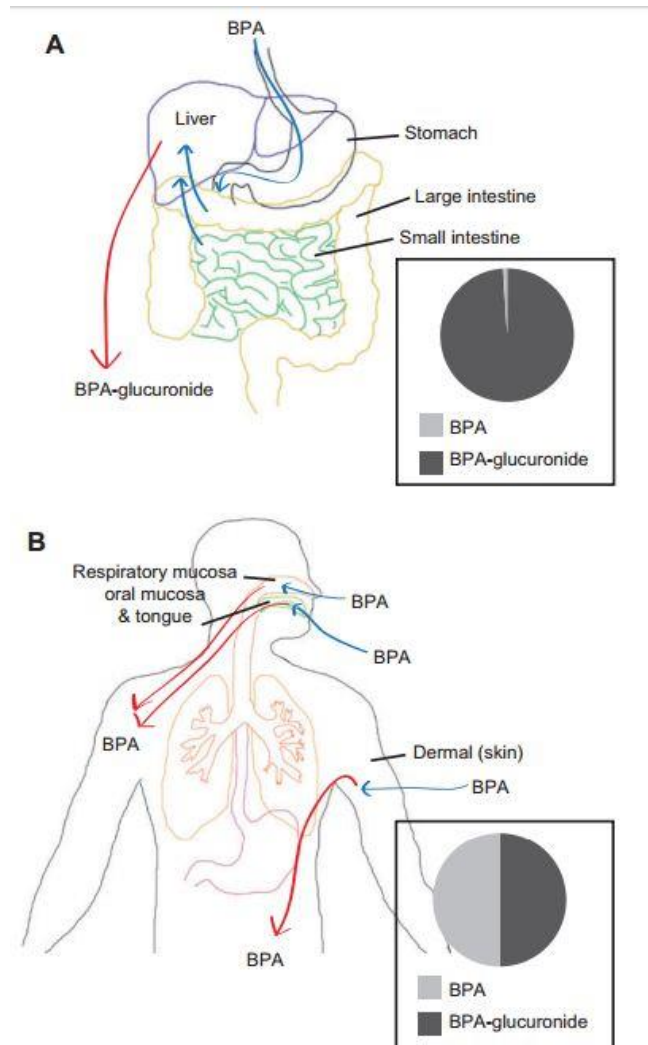 A
BPA
Liver
Stomach
Large intestine
Small intestine
BPA-glucuronide
BPA
BPA-glucuronide
B
Respiratory mucosa
oral mucosa
& tongue
BPA
BPA
BPA
Dermal (skin)
BPA
BPA
BPA
BPA-glucuronide